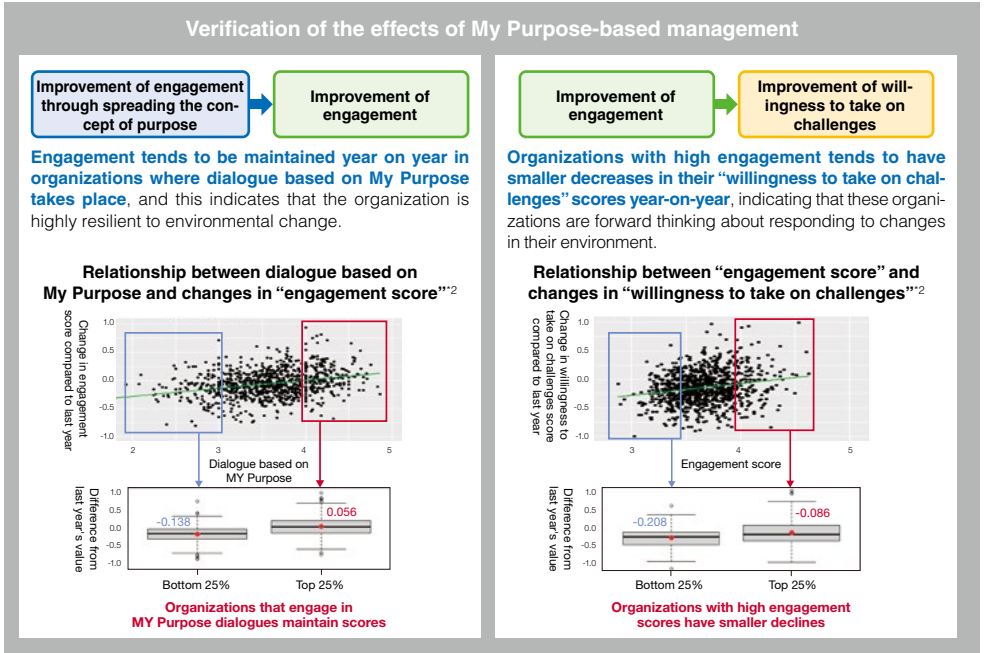 Verification of the effects of My Purpose-based management
Improvement of engagement
through spreading the con-
cept of purpose
Improvement of
engagement
Engagement tends to be maintained year on year in
organizations where dialogue based on My Purpose
takes place, and this indicates that the organization is
highly resilient to environmental change.
Relationship between dialogue based on
My Purpose and changes in “engagement score”*2
Change in engagement
score compared to last year
1.0
0.5
0.0
-0.5
-1.0
2
3
4
5
Dialogue based on
MY Purpose
Difference from
last year's value
1.0
0.5
0.0
-0.5
-1.0
-0.138
0.056
Bottom 25%
Top 25%
Organizations that engage in
MY Purpose dialogues maintain scores
Improvement of
engagement
Improvement of will-
ingness to take on
challenges
Organizations with high engagement tends to have
smaller decreases in their “willingness to take on chal-
lenges” scores year-on-year, indicating that these organi-
zations are forward thinking about responding to changes
in their environment.
Relationship between “engagement score” and
changes in “willingness to take on challenges”*2
Change in willingness to
take on challenges score
compared to last year
1.0
0.5
0.0
-0.5
-1.0
3
4
5
Engagement score
Difference from
last year's value
1.0
0.5
0.0
-0.5
-1.0
-0.208
-0.086
Bottom 25%
Top 25%
Organizations with high engagement
scores have smaller declines